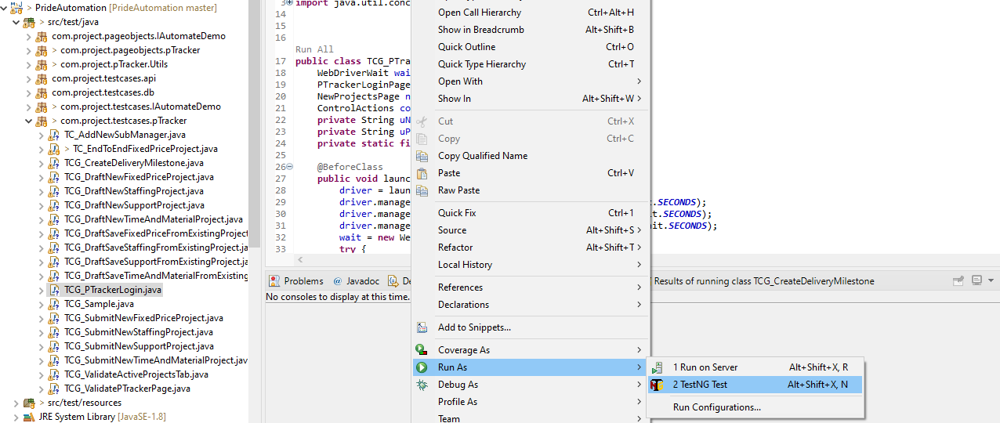 PrideAutomation [PrideAutomation master]
> src/test/java
com.project.pageobjects.IAutomateDemo
> com.project.pageobjects.pTracker
> com.project.pTracker.Utils
com.project.testcases.api
com.project.testcases.db
> com.project.testcases.IAutomateDemo
> com.project.testcases.pTracker
TC_AddNewSubManager.java
> TC_EndToEndFixedPriceProject.java
TCG_CreateDeliveryMilestone.java
TCG_DraftNewFixedPriceProject.java
TCG_DraftNewStaffingProject.java
TCG_DraftNewSupportProject.java
TCG_DraftNewTimeAndMaterialProject.java
TCG_DraftSaveFixedPriceFromExistingProject
TCG_DraftSaveStaffingFromExistingProject.ja
TCG_DraftSaveSupportFromExistingProject.ja
TCG_DraftSaveTimeAndMaterialFromExisting
TCG_PTrackerLogin.java
TCG_Sample.java
TCG_SubmitNewFixedPriceProject.java
TCG_SubmitNewStaffingProject.java
TCG_SubmitNewSupportProject.java
TCG_SubmitNewTimeAndMaterialProject.jav
TCG_ValidateActiveProjectsTab.java
TCG_ValidatePTrackerPage.java
> src/test/resources
JRE System Library [JavaSE-1.8]
3 import java.util.conc
14
15
16
Run All
17 public class TCG_PTra
18 WebDriverWait wai
19 PTrackerLoginPage
20 NewProjectsPage n
21 ControlActions co
22 private String uN
23 private String uP
24 private static fi
25
26 @BeforeClass
27 public void launc
28 driver = laun
29 driver.manage t.SECONDS);
30 driver.manage it.SECONDS);
31 driver.manage nit.SECONDS);
32 wait = new We
33 try {
Problems @ Javadoc De Results of running class TCG_CreateDeliveryMilestone
No consoles to display at this time.
Open Call Hierarchy Ctrl+Alt+H
Show in Breadcrumb Alt+Shift+B
Quick Outline Ctrl+O
Quick Type Hierarchy Ctrl+T
Open With >
Show In Alt+Shift+W >
Cut Ctrl+X
Copy Ctrl+C
Copy Qualified Name
Paste Ctrl+V
Raw Paste
Quick Fix Ctrl+1
Source Alt+Shift+S >
Refactor Alt+Shift+T >
Local History >
References >
Declarations >
Add to Snippets...
Coverage As >
Run As >
Debug As >
Profile As >
Team >
1 Run on Server Alt+Shift+X, R
2 TestNG Test Alt+Shift+X, N
Run Configurations...